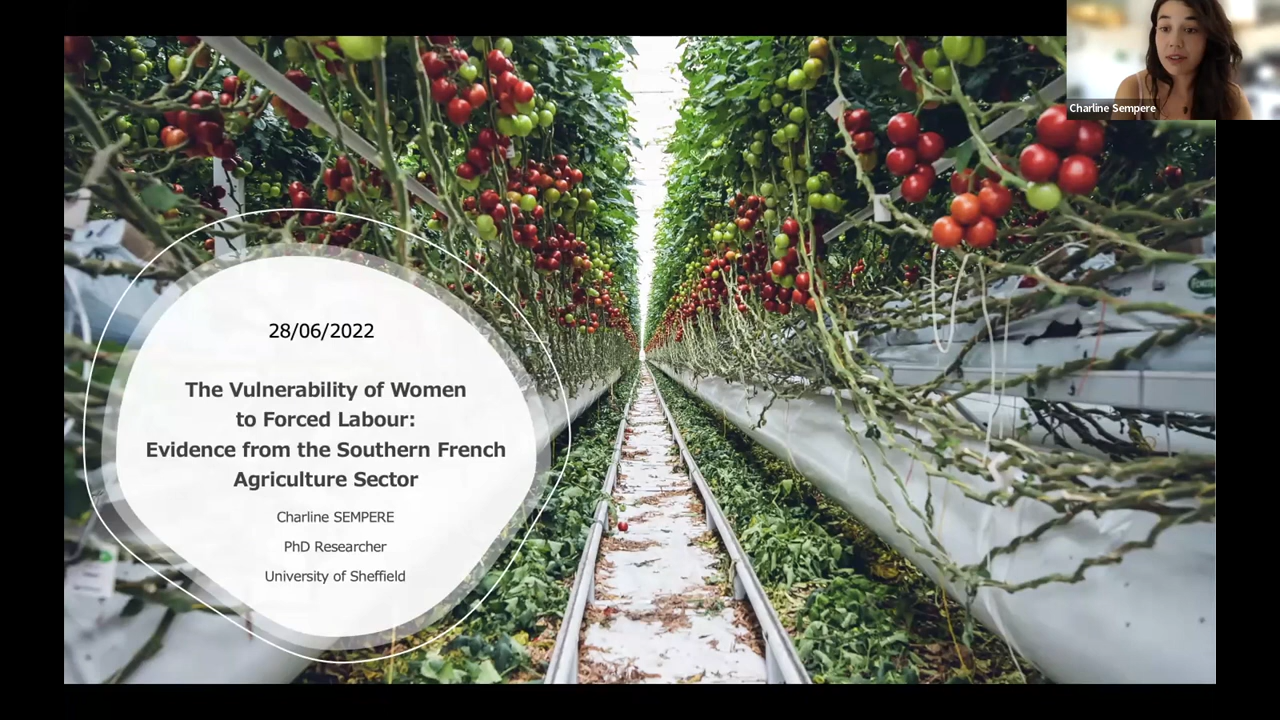 Charline Sempere
28/06/2022
The Vulnerability of Women
to Forced Labour:
Evidence from the Southern French
Agriculture Sector
Charline SEMPERE
PhD Researcher
University of Sheffield